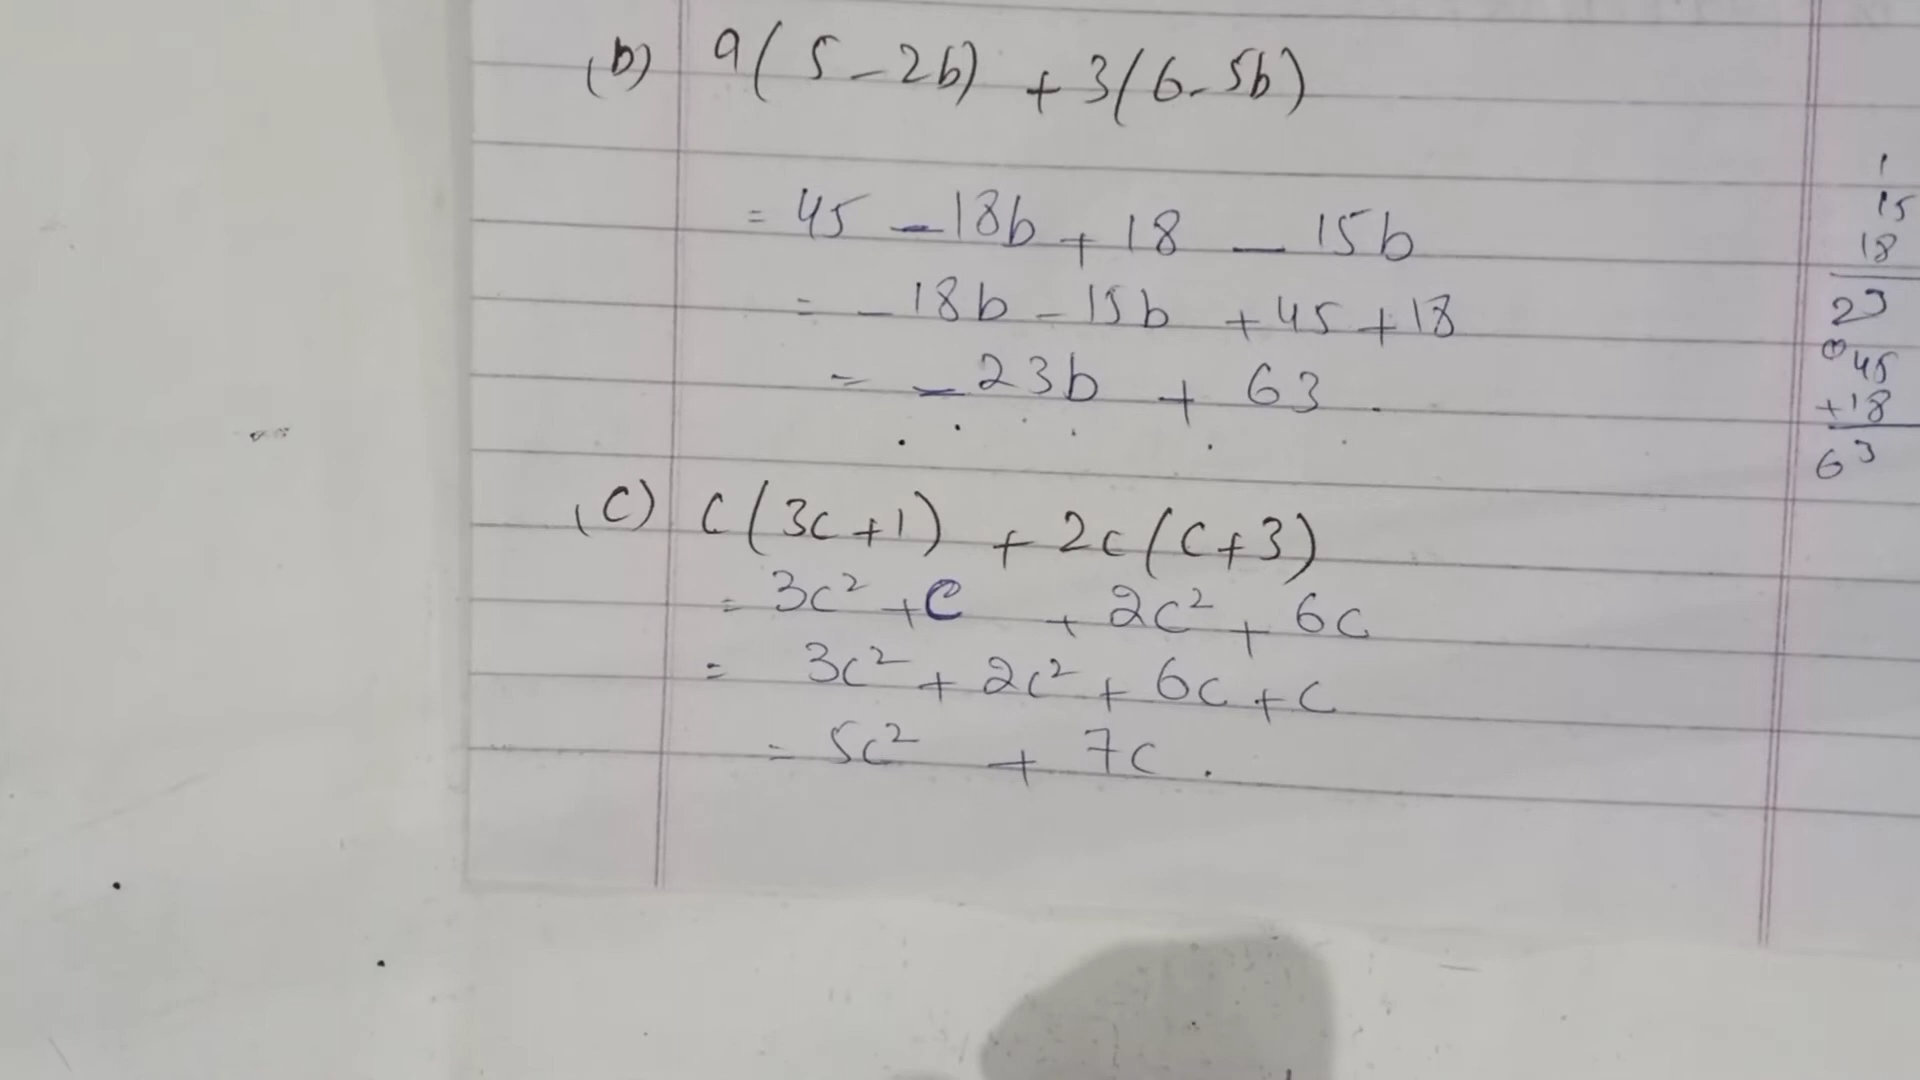 (b) 9(5-2b) + 3(6-5b)
= 45 - 18b + 18 - 15b
= - 18b - 15b + 45 + 18
= - 23b + 63.
(c) c(3c+1) + 2c(c+3)
= 3c² + c + 2c² + 6c
= 3c² + 2c² + 6c + c
= 5c² + 7c.
1
15
18
23
45
+18
63